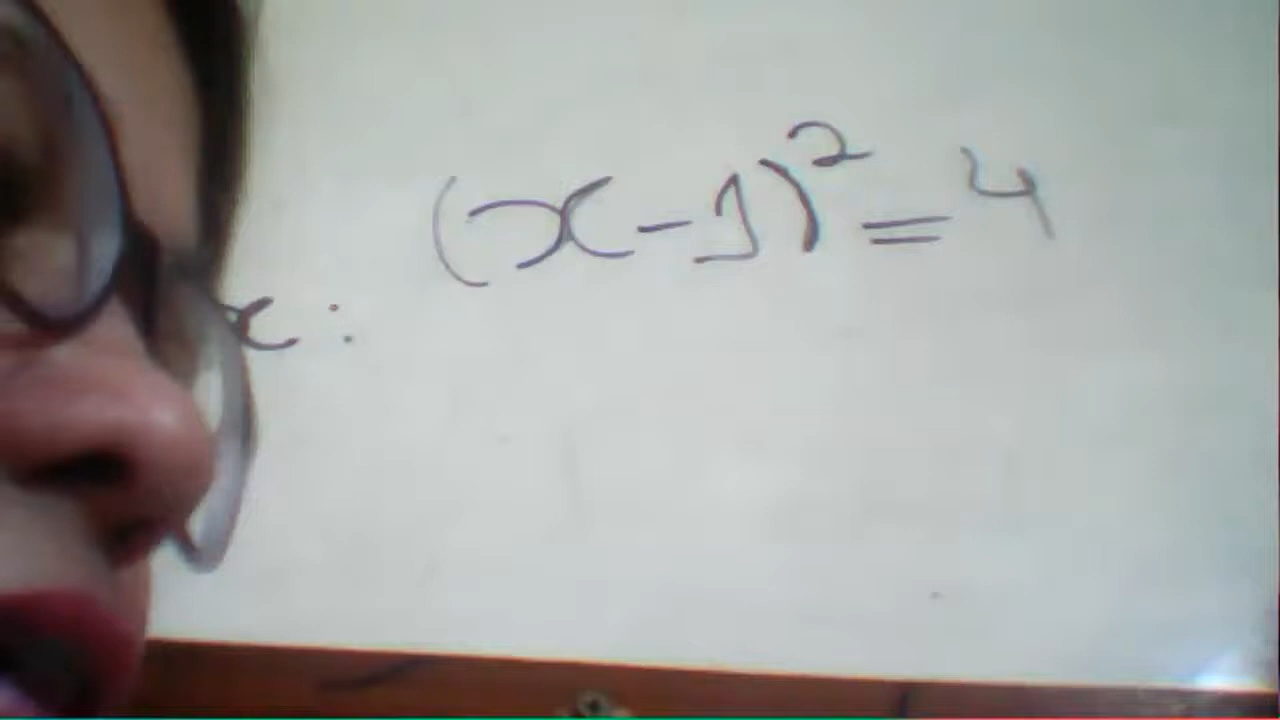 (x-1)² = 4
x :